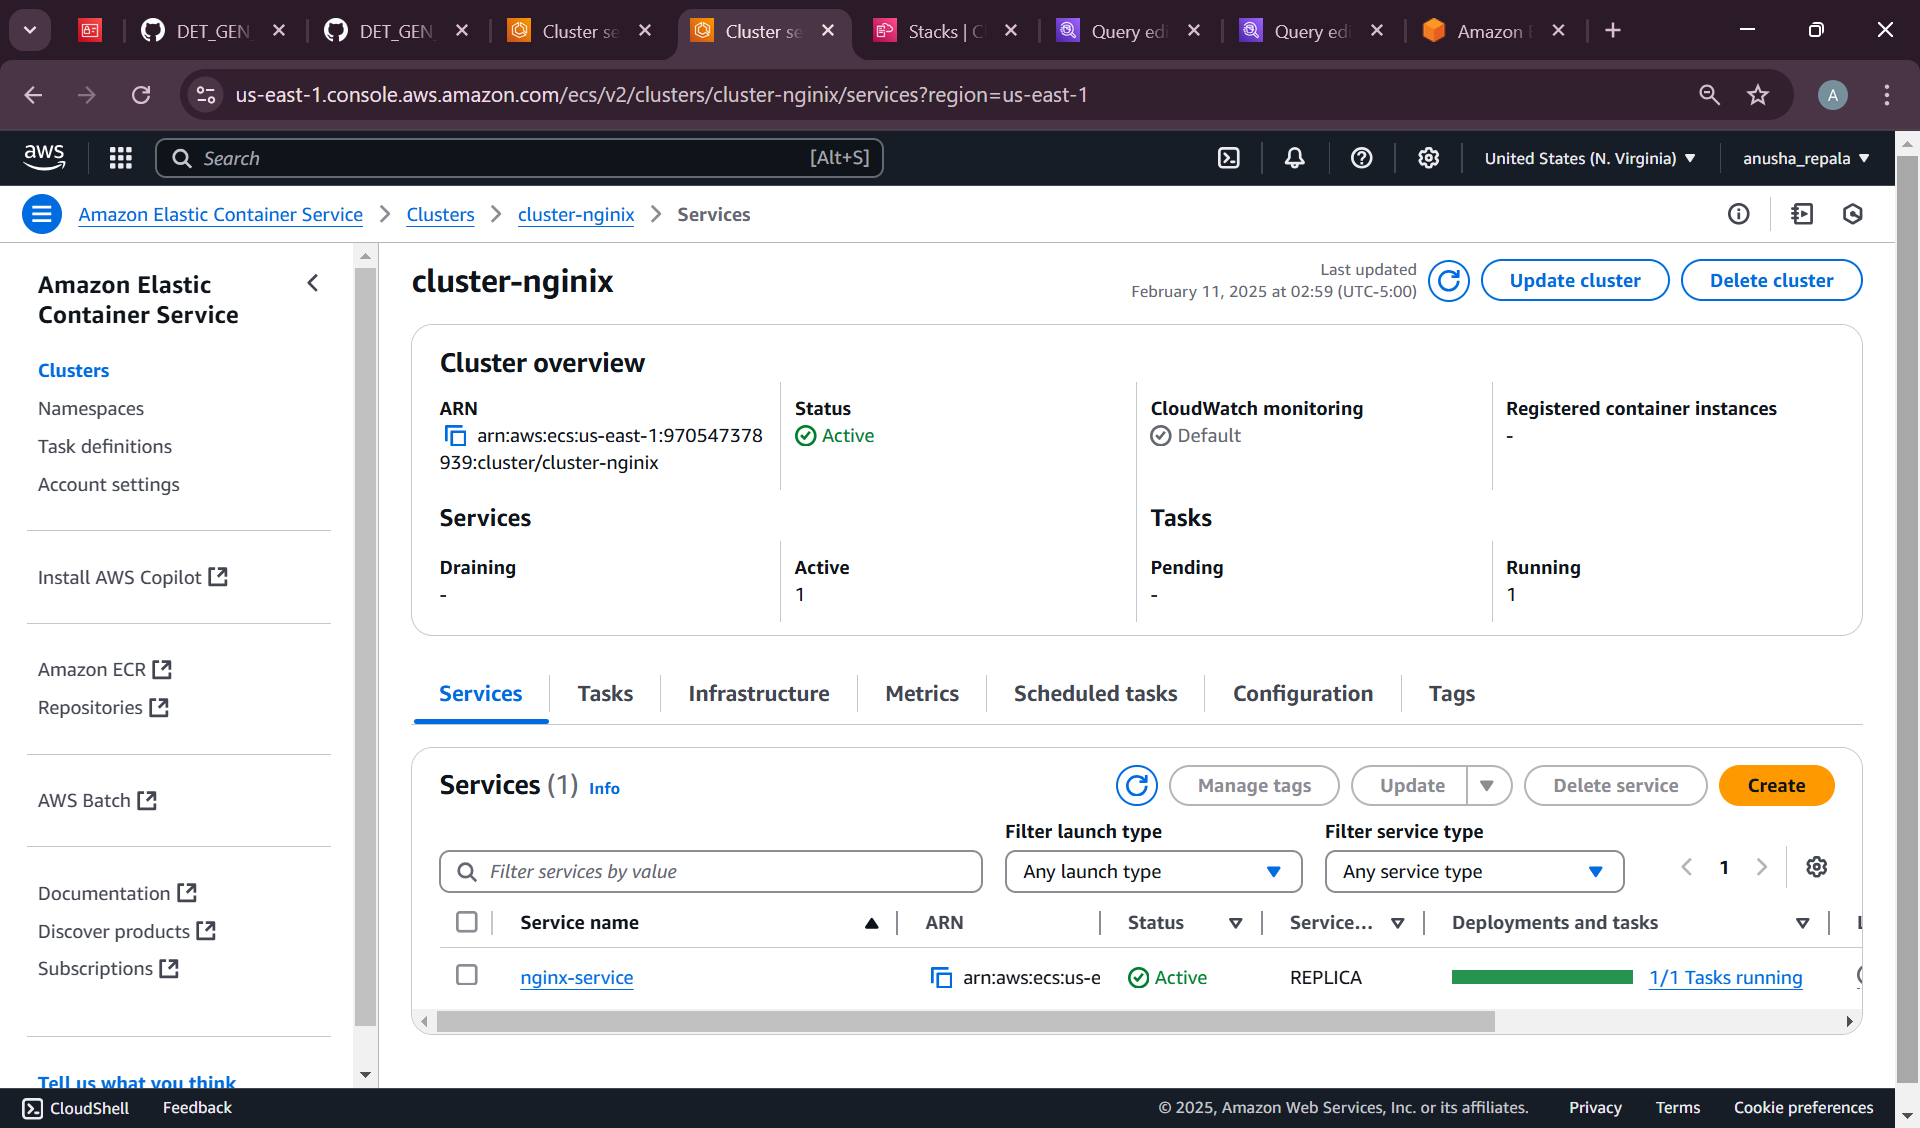 DET_GEN
DET_GEN
Cluster se
Cluster se
Stacks | C
Query edi
Query edi
Amazon E
us-east-1.console.aws.amazon.com/ecs/v2/clusters/cluster-nginix/services?region=us-east-1
A
aws
Search
[Alt+S]
United States (N. Virginia)
anusha_repala
Amazon Elastic Container Service
Clusters
cluster-nginix
Services
Amazon Elastic
Container Service
Clusters
Namespaces
Task definitions
Account settings
Install AWS Copilot
Amazon ECR
Repositories
AWS Batch
Documentation
Discover products
Subscriptions
Tell us what you think
cluster-nginix
Last updated
February 11, 2025 at 02:59 (UTC-5:00)
Update cluster
Delete cluster
Cluster overview
ARN
arn:aws:ecs:us-east-1:970547378
939:cluster/cluster-nginix
Status
Active
CloudWatch monitoring
Default
Registered container instances
-
Services
Tasks
Draining
-
Active
1
Pending
-
Running
1
Services
Tasks
Infrastructure
Metrics
Scheduled tasks
Configuration
Tags
Services (1) Info
Manage tags
Update
Delete service
Create
Filter launch type
Filter service type
Filter services by value
Any launch type
Any service type
1
Service name
ARN
Status
Service...
Deployments and tasks
nginx-service
arn:aws:ecs:us-e
Active
REPLICA
1/1 Tasks running
CloudShell
Feedback
© 2025, Amazon Web Services, Inc. or its affiliates.
Privacy
Terms
Cookie preferences